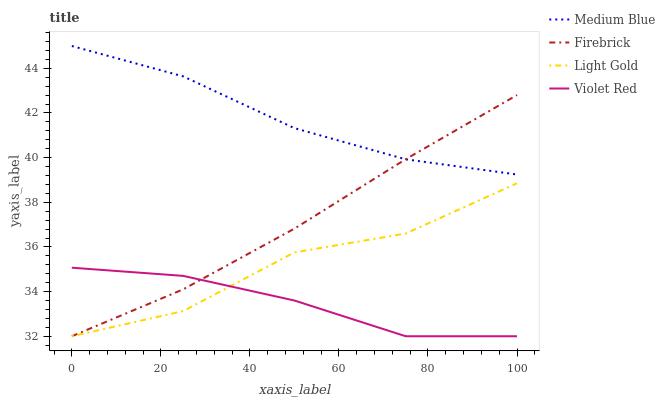 title
Medium Blue
Firebrick
Light Gold
Violet Red
yaxis_label
44
42
40
38
36
34
32
0 20 40 60 80 100
xaxis_label